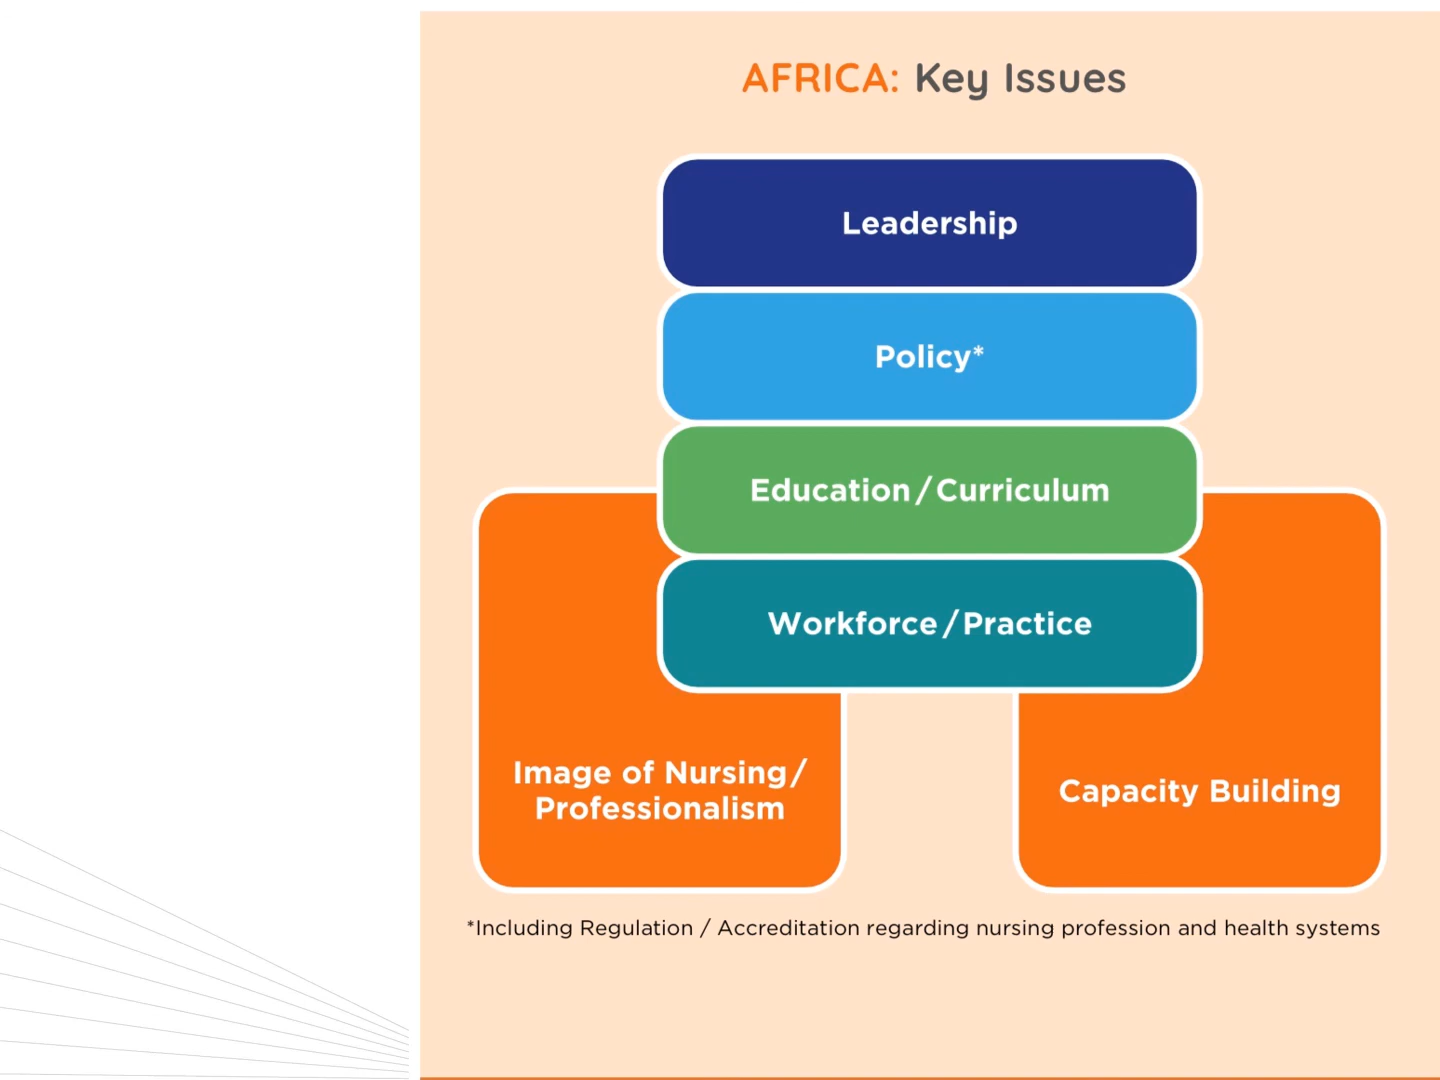 AFRICA: Key Issues
Leadership
Policy*
Education / Curriculum
Workforce / Practice
Image of Nursing /
Professionalism
Capacity Building
*Including Regulation / Accreditation regarding nursing profession and health systems